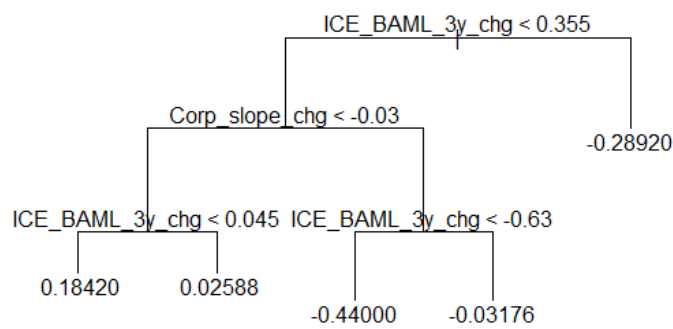 ICE_BAML_3y_chg < 0.355
Corp_slope_chg < -0.03
-0.28920
ICE_BAML_3y_chg < 0.045
ICE_BAML_3y_chg < -0.63
0.18420
0.02588
-0.44000
-0.03176